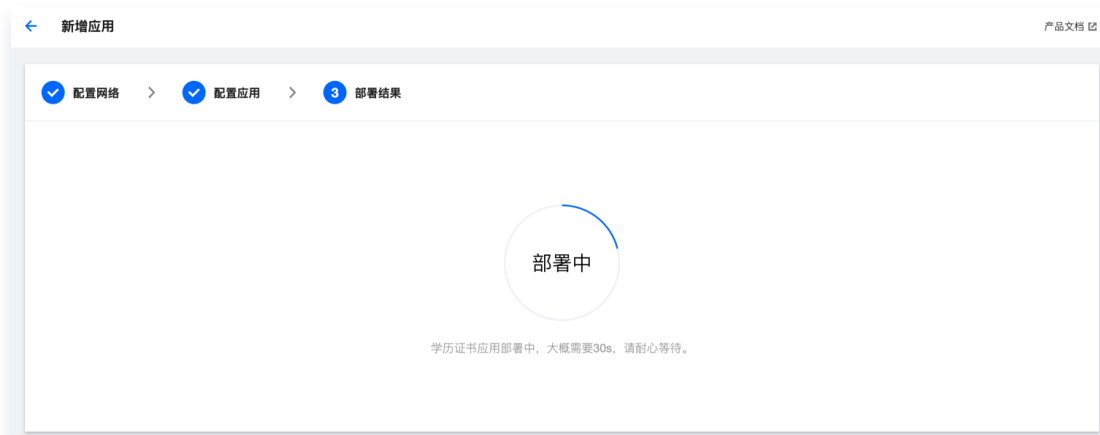 新增应用
产品文档
配置网络
配置应用
3 部署结果
部署中
学历证书应用部署中，大概需要30s，请耐心等待。